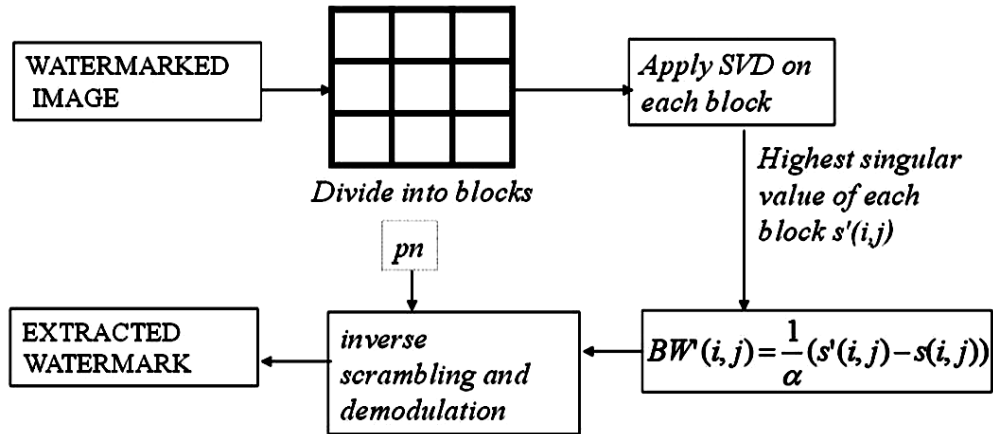 WATERMARKED
IMAGE
Divide into blocks
Apply SVD on
each block
Highest singular
value of each
block s'(i,j)
BW'(i,j)=\frac{1}{α}(s'(i,j)-s(i,j))
pn
inverse
scrambling and
demodulation
EXTRACTED
WATERMARK